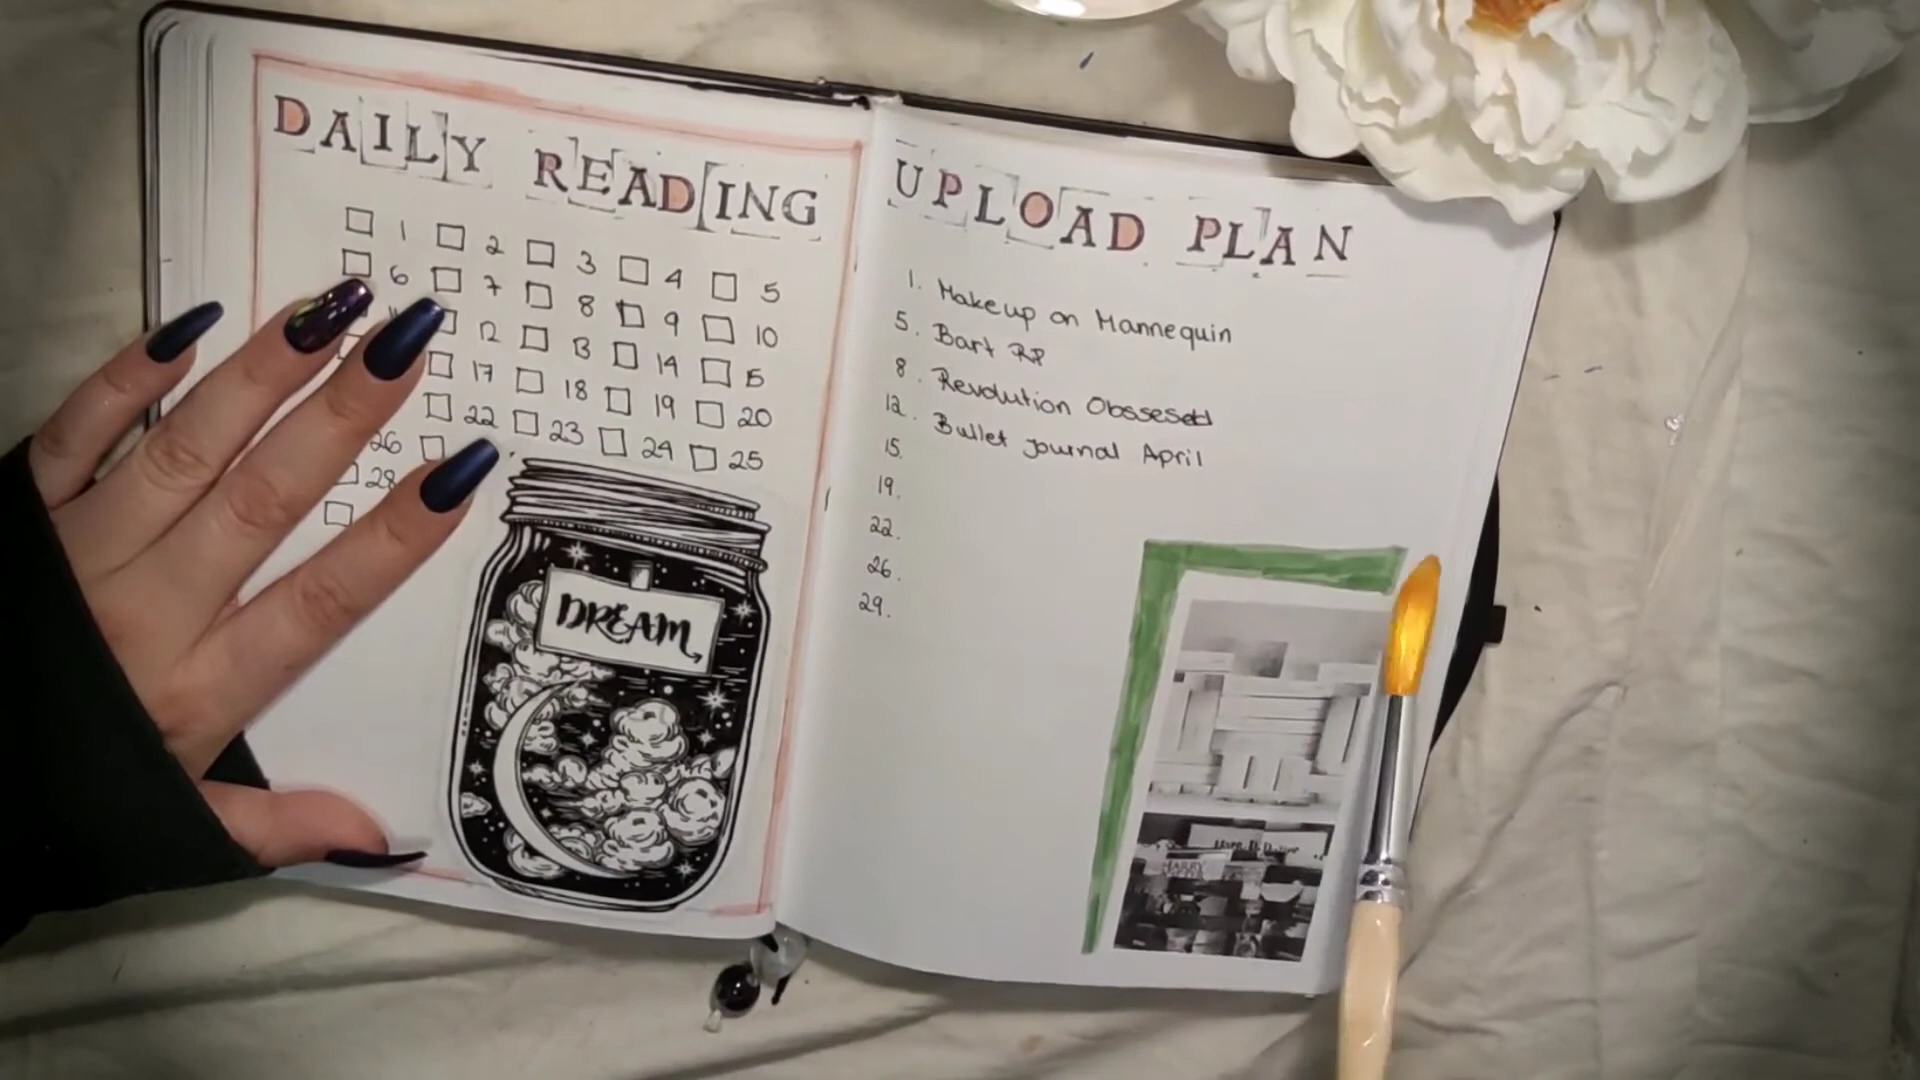 DAILY READING
1 2 3 4 5
6 7 8 9 10
12 13 14 15
17 18 19 20
22 23 24 25
26
28
DREAM
UPLOAD PLAN
1. Makeup on Mannequin
5. Bart RP
8. Revolution Obssesed
12. Bullet journal April
15.
19.
22.
26.
29.
HARRY